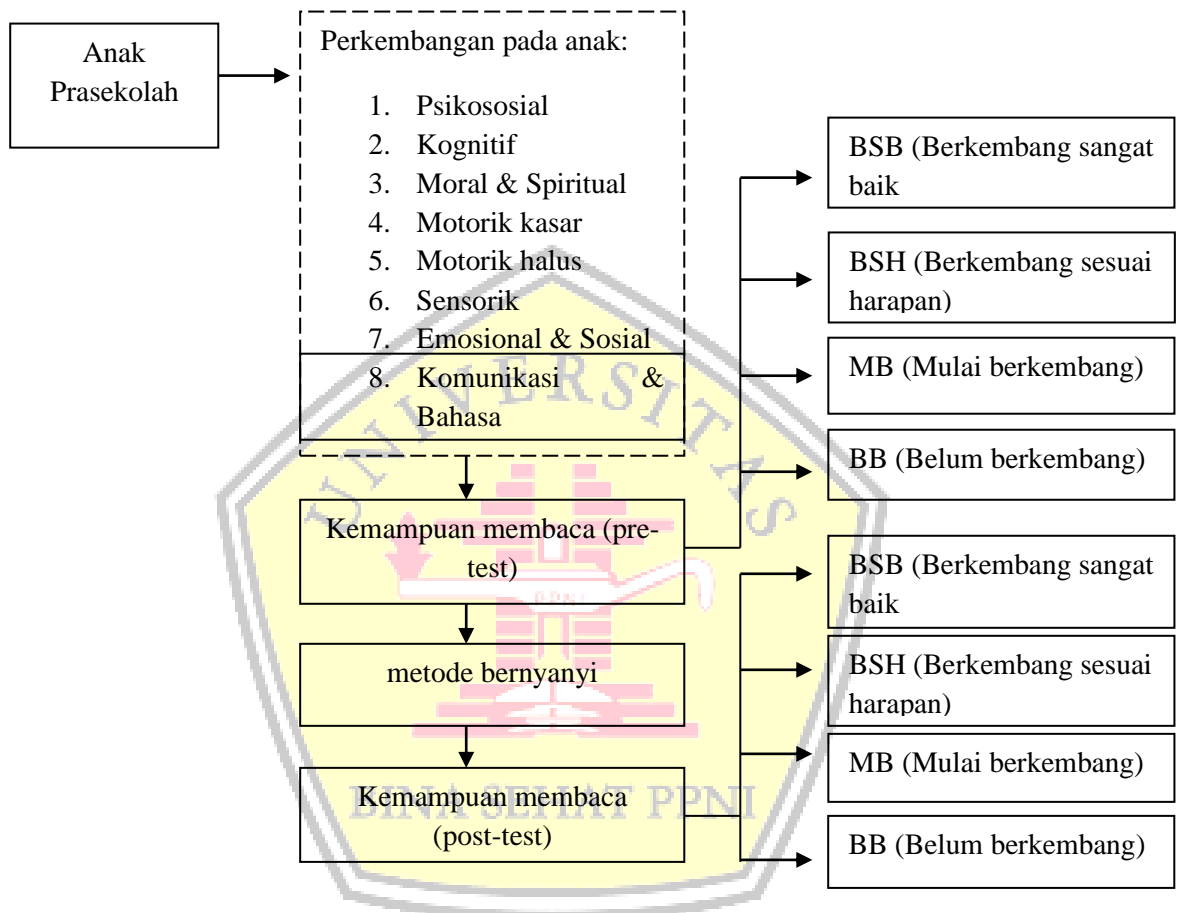 Anak
Prasekolah
Perkembangan pada anak:
1. Psikososial
2. Kognitif
3. Moral & Spiritual
4. Motorik kasar
5. Motorik halus
6. Sensorik
7. Emosional & Sosial
8. Komunikasi &
Bahasa
Kemampuan membaca (pre-
test)
metode bernyanyi
Kemampuan membaca
(post-test)
BSB (Berkembang sangat
baik
BSH (Berkembang sesuai
harapan)
MB (Mulai berkembang)
BB (Belum berkembang)
BSB (Berkembang sangat
baik
BSH (Berkembang sesuai
harapan)
MB (Mulai berkembang)
BB (Belum berkembang)
UNIVERSITAS
PPNI
BINA SEHAT PPNI